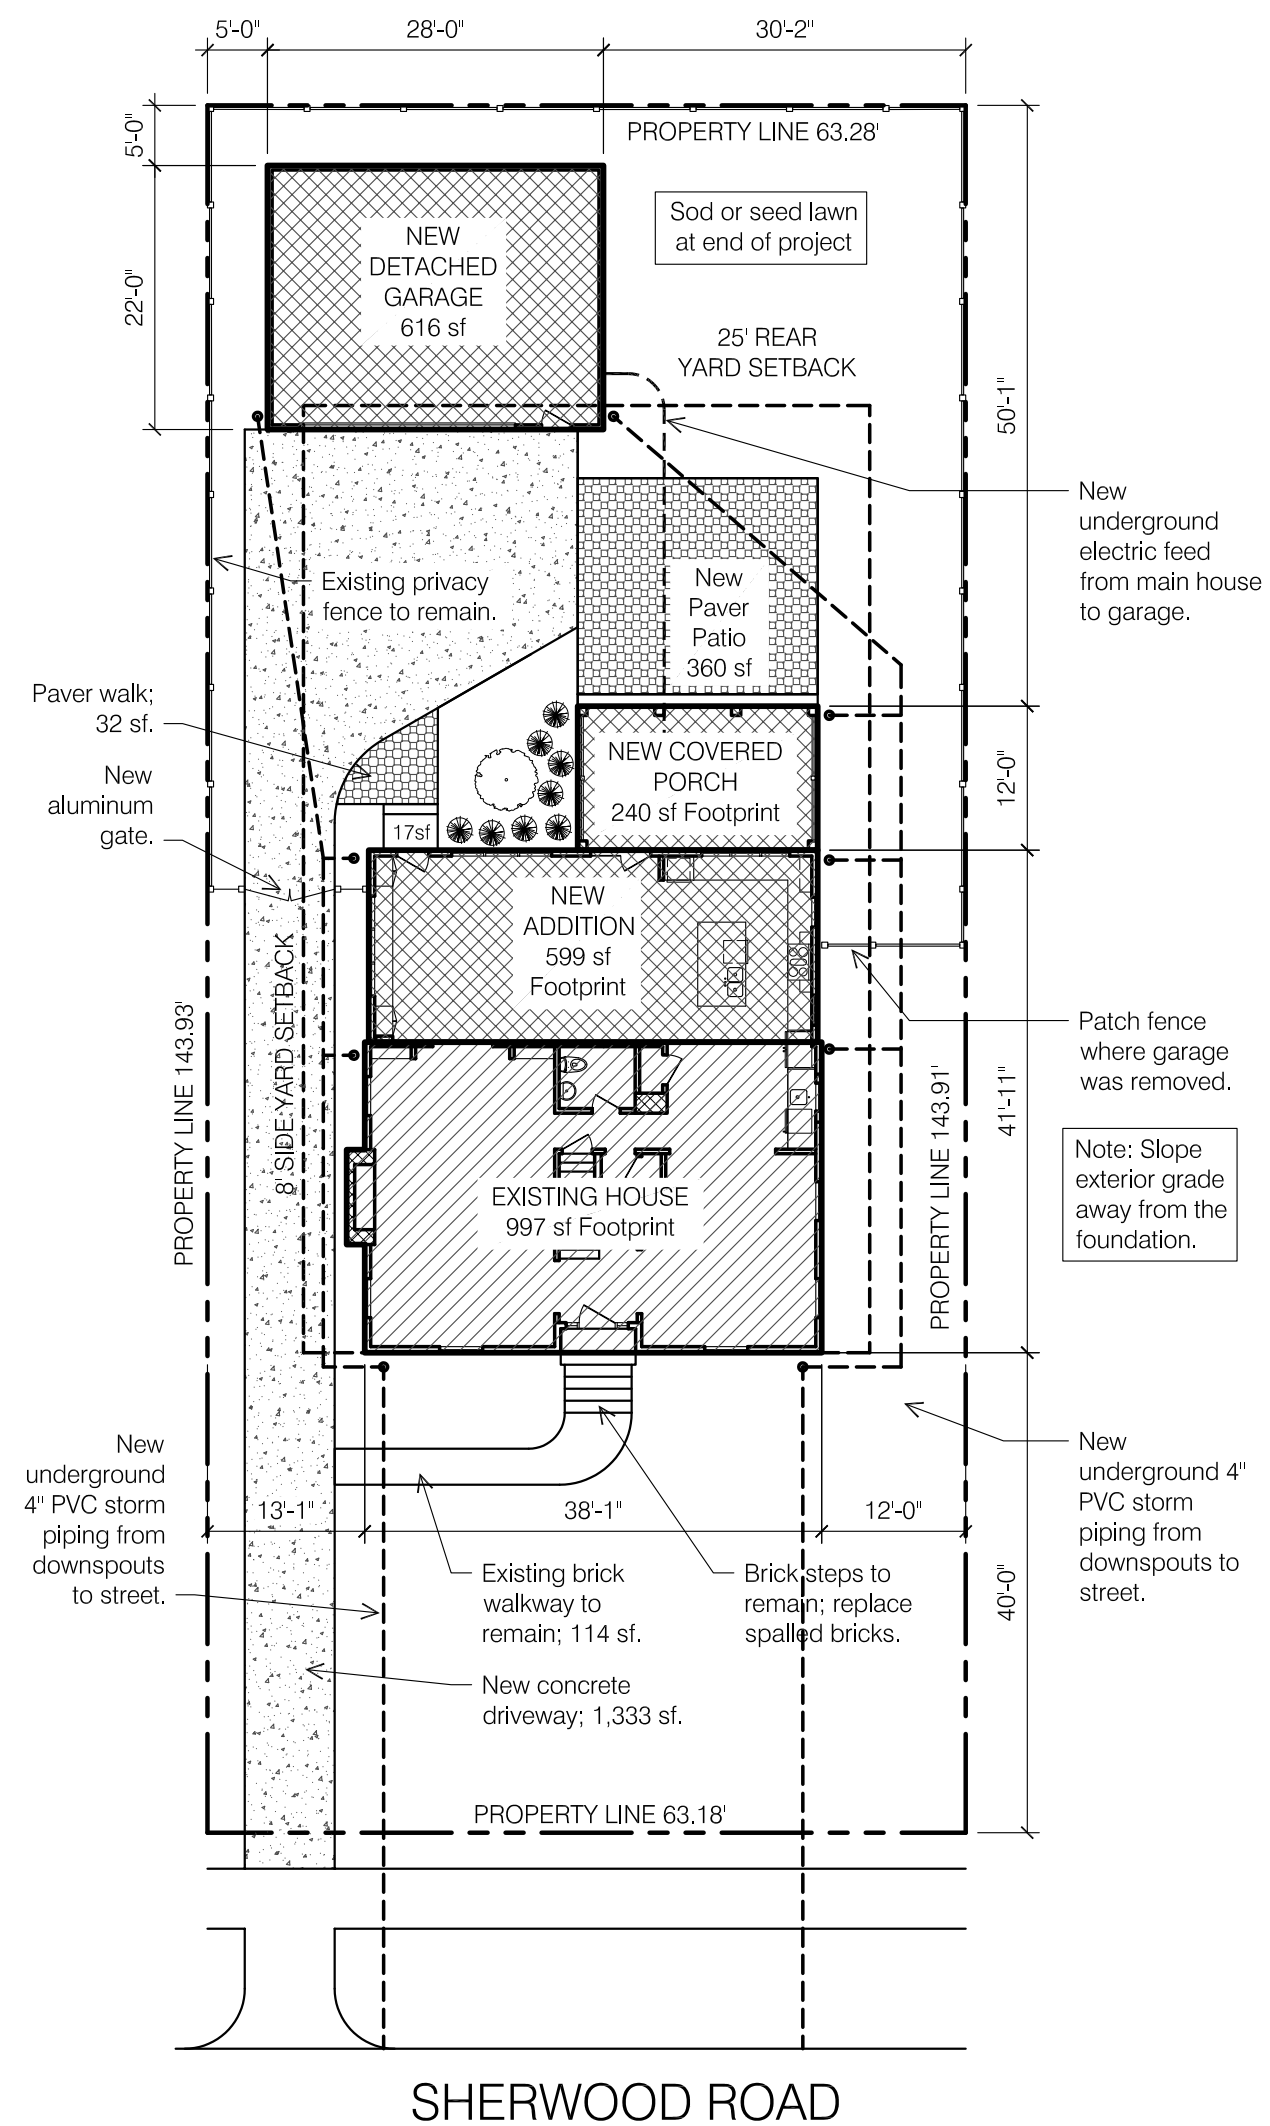 5'-0"
28'-0"
30'-2"
5'-0"
PROPERTY LINE 63.28'
22'-0"
NEW
DETACHED
GARAGE
616 sf
Sod or seed lawn
at end of project
25' REAR
YARD SETBACK
50'-1"
New
underground
electric feed
from main house
to garage.
Existing privacy
fence to remain.
New
Paver
Patio
360 sf
Paver walk;
32 sf.
New
aluminum
gate.
NEW COVERED
PORCH
240 sf Footprint
12'-0"
17sf
NEW
ADDITION
599 sf
Footprint
8' SIDE YARD SETBACK
PROPERTY LINE 143.93'
Patch fence
where garage
was removed.
PROPERTY LINE 143.91'
41'-11"
Note: Slope
exterior grade
away from the
foundation.
EXISTING HOUSE
997 sf Footprint
New
underground
4" PVC storm
piping from
downspouts
to street.
13'-1"
38'-1"
12'-0"
New
underground 4"
PVC storm
piping from
downspouts to
street.
40'-0"
Existing brick
walkway to
remain; 114 sf.
Brick steps to
remain; replace
spalled bricks.
New concrete
driveway; 1,333 sf.
PROPERTY LINE 63.18'
SHERWOOD ROAD